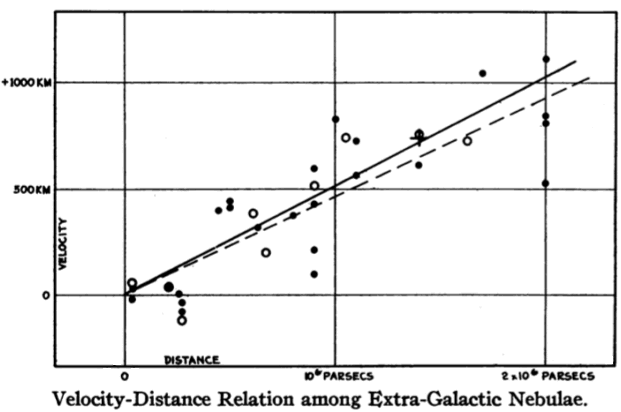 +1000 KM
500 KM
0
VELOCITY
DISTANCE
0
10⁶ PARSECS
2 x 10⁶ PARSECS
Velocity-Distance Relation among Extra-Galactic Nebulae.